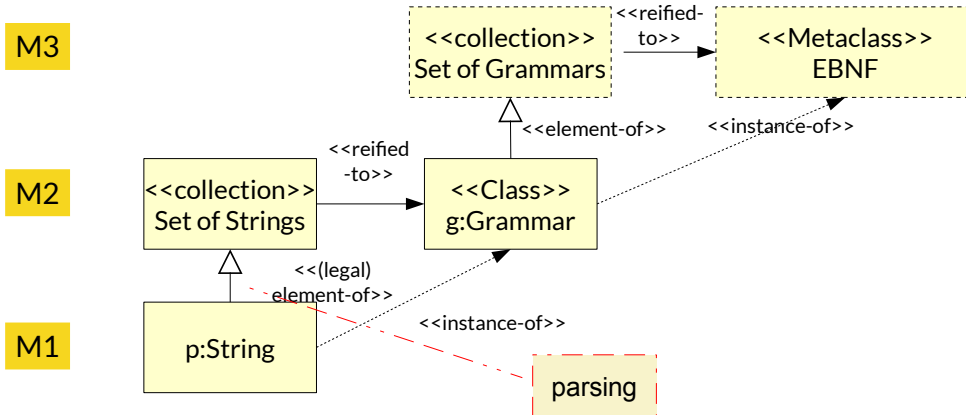 M3
<<collection>>
Set of Grammars
<<reified-
to>>
<<Metaclass>>
EBNF
<<element-of>>
<<instance-of>>
<<reified
-to>>
M2
<<collection>>
Set of Strings
<<Class>>
g:Grammar
<<(legal)
element-of>>
<<instance-of>>
M1
p:String
parsing